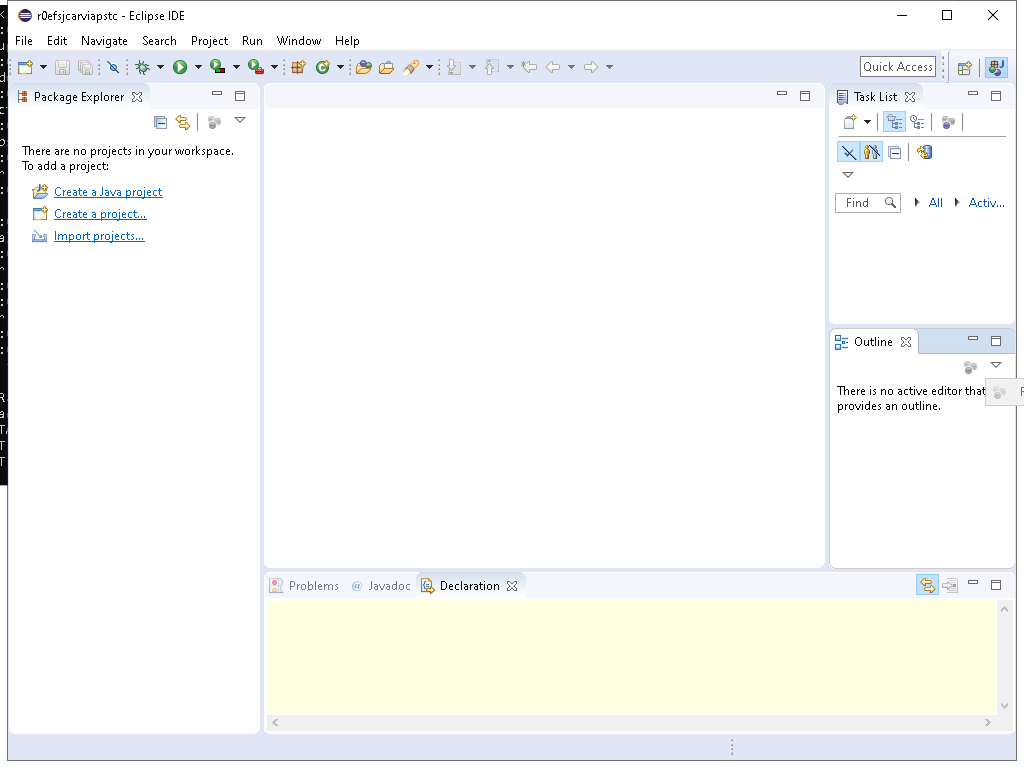 r0efsjcarviapstc - Eclipse IDE
File Edit Navigate Search Project Run Window Help
Quick Access
Package Explorer
Task List
There are no projects in your workspace.
To add a project:
Create a Java project
Create a project...
Import projects...
Find All Activ...
Outline
There is no active editor that
provides an outline.
Problems @ Javadoc Declaration